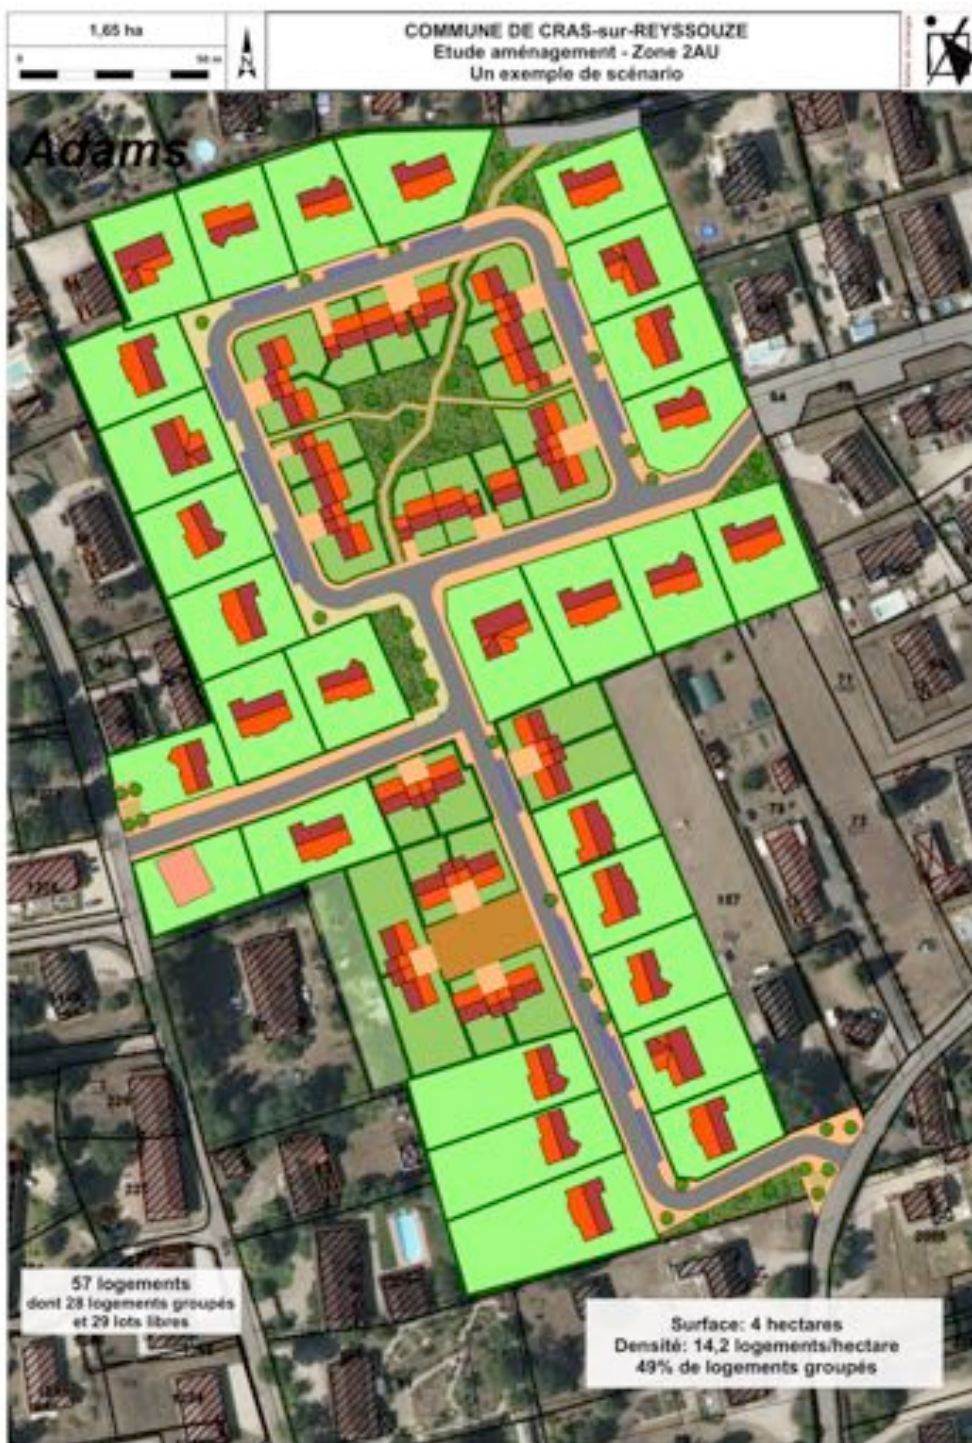 1,65 ha
0 50 m
N
COMMUNE DE CRAS-sur-REYSSOUZE
Etude aménagement - Zone 2AU
Un exemple de scénario
Adams
71
73
187
57 logements
dont 28 logements groupés
et 29 lots libres
Surface: 4 hectares
Densité: 14,2 logements/hectare
49% de logements groupés